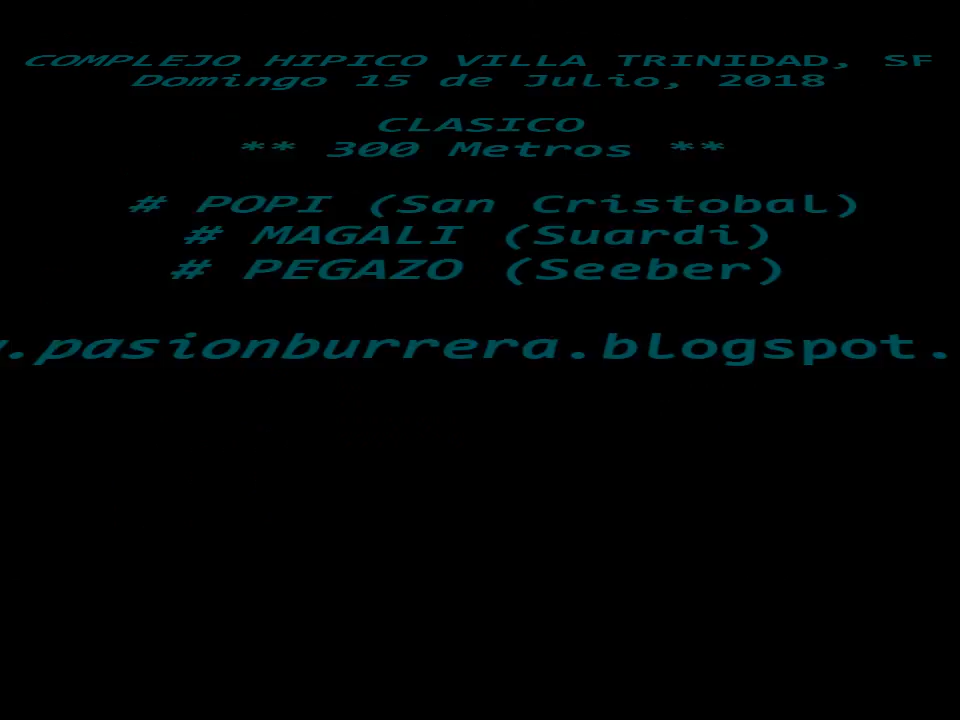 COMPLEJO HIPICO VILLA TRINIDAD, SF
Domingo 15 de Julio, 2018
CLASICO
** 300 Metros **
# POPI (San Cristobal)
# MAGALI (Suardi)
# PEGAZO (Seeber)
.pasionburrera.blogspot.